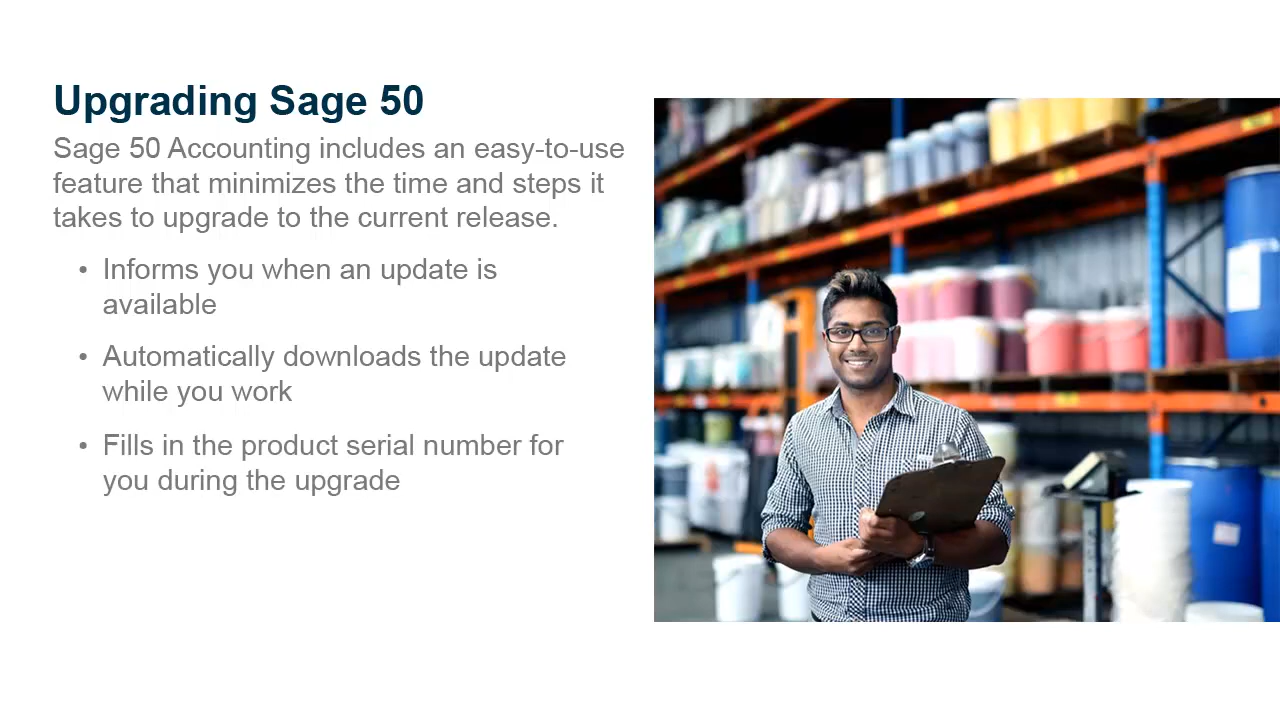 Upgrading Sage 50
Sage 50 Accounting includes an easy-to-use
feature that minimizes the time and steps it
takes to upgrade to the current release.
• Informs you when an update is
available
• Automatically downloads the update
while you work
• Fills in the product serial number for
you during the upgrade